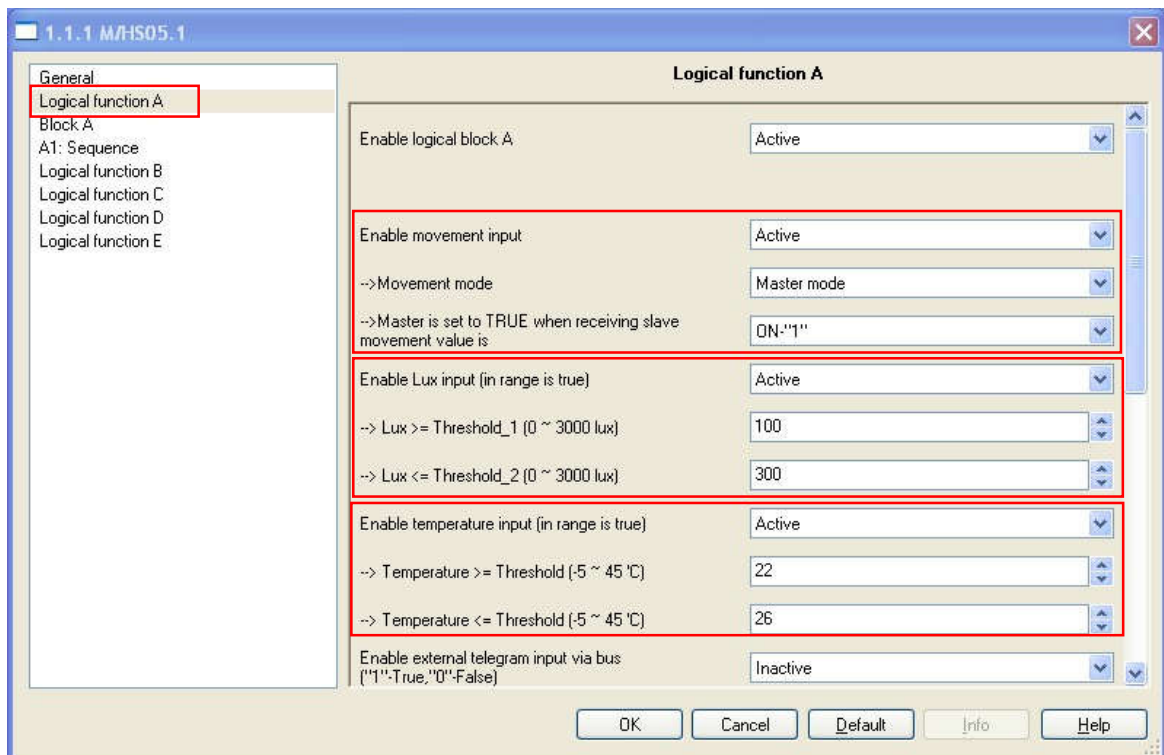 1.1.1 M/HS05.1
General
Logical function A
Block A
A1: Sequence
Logical function B
Logical function C
Logical function D
Logical function E
Logical function A
Enable logical block A
Active
Enable movement input
Active
-->Movement mode
Master mode
-->Master is set to TRUE when receiving slave
movement value is
ON-"1"
Enable Lux input (in range is true)
Active
--> Lux >= Threshold_1 (0 ~ 3000 lux)
100
--> Lux <= Threshold_2 (0 ~ 3000 lux)
300
Enable temperature input (in range is true)
Active
--> Temperature >= Threshold (-5 ~ 45 'C)
22
--> Temperature <= Threshold (-5 ~ 45 'C)
26
Enable external telegram input via bus
("1"-True,"0"-False)
Inactive
OK
Cancel
Default
Info
Help